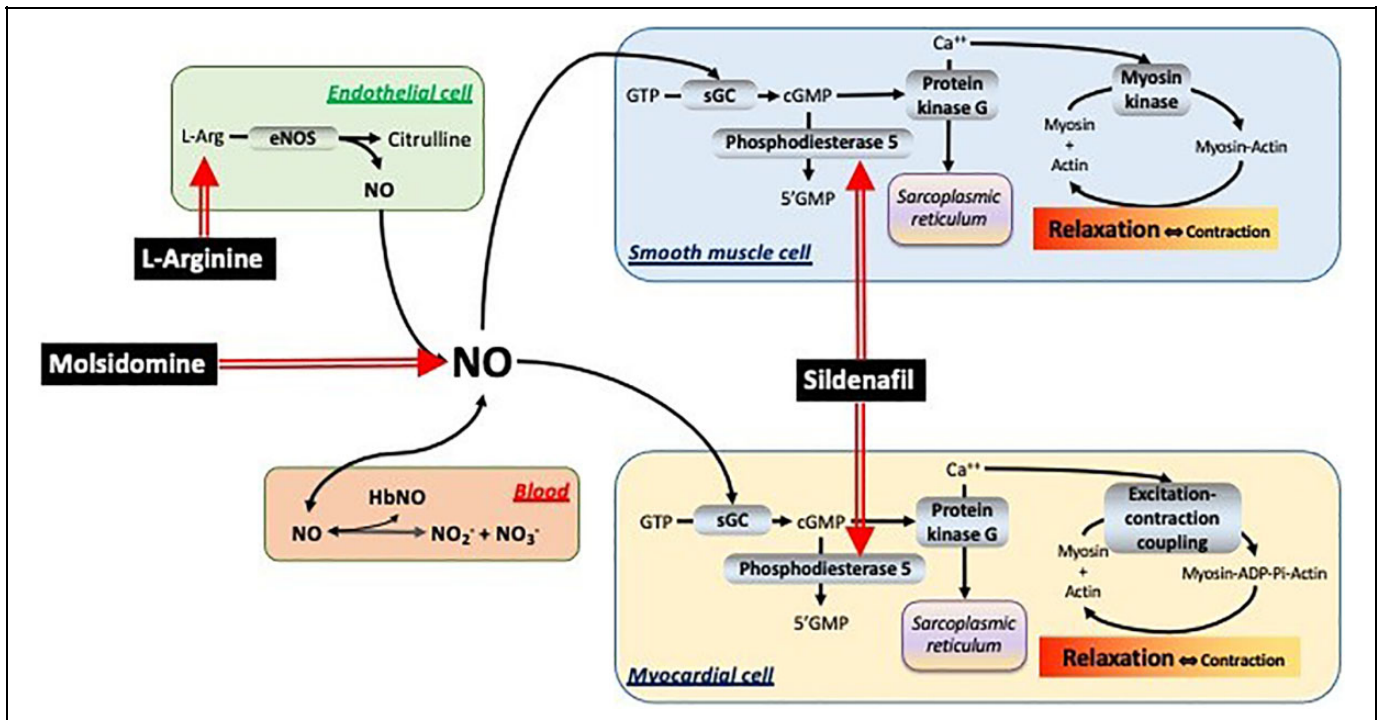 Endothelial cell
L-Arg
eNOS
Citrulline
NO
L-Arginine
Molsidomine
NO
Blood
HbNO
NO
NO₂⁻ + NO₃⁻
Sildenafil
Ca⁺⁺
GTP
sGC
cGMP
Protein
kinase G
Myosin
kinase
Phosphodiesterase 5
5'GMP
Sarcoplasmic
reticulum
Myosin
+
Actin
Myosin-Actin
Relaxation ⇔ Contraction
Smooth muscle cell
Ca⁺⁺
GTP
sGC
cGMP
Protein
kinase G
Excitation-
contraction
coupling
Phosphodiesterase 5
5'GMP
Sarcoplasmic
reticulum
Myosin
+
Actin
Myosin-ADP-Pi-Actin
Relaxation ⇔ Contraction
Myocardial cell